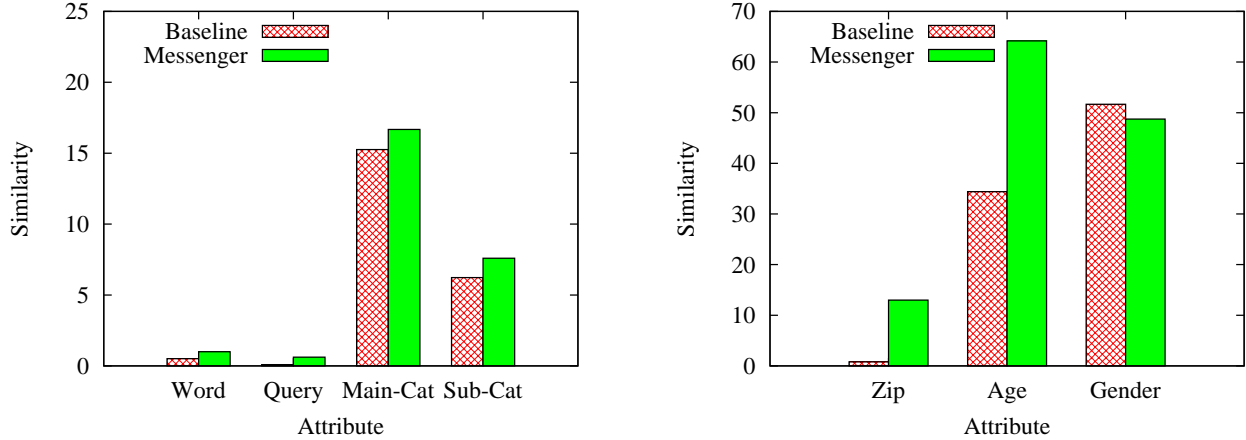 25
20
15
10
5
0
Similarity
Baseline
Messenger
Word Query Main-Cat Sub-Cat
Attribute
70
60
50
40
30
20
10
0
Similarity
Baseline
Messenger
Zip Age Gender
Attribute